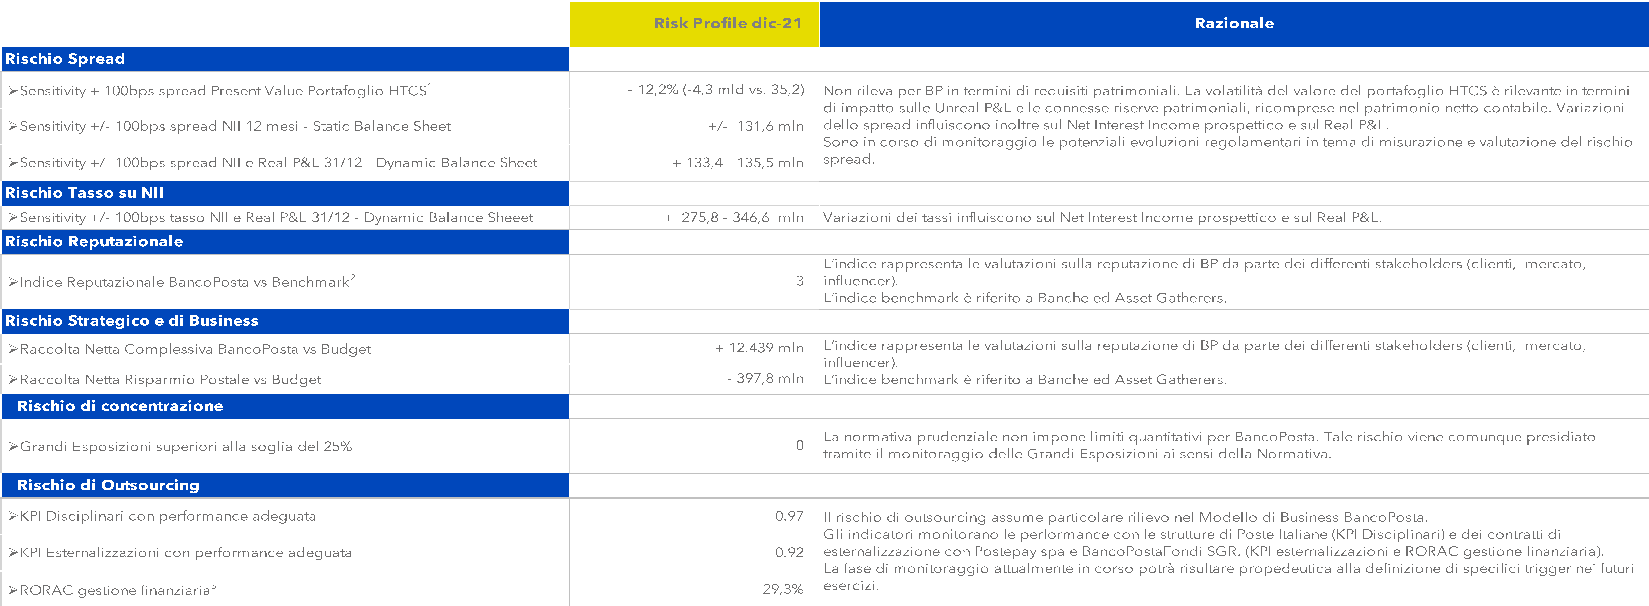 Risk Profile dic-21 Razionale
Rischio Spread
➢Sensitivity + 100bps spread Present Value Portafoglio HTCS¹ - 12,2% (-4,3 mld vs. 35,2)
Non rileva per BP in termini di requisiti patrimoniali. La volatilità del valore del portafoglio HTCS è rilevante in termini
di impatto sulle Unreal P&L e le connesse riserve patrimoniali, ricomprese nel patrimonio netto contabile. Variazioni
dello spread influiscono inoltre sul Net Interest Income prospettico e sul Real P&L.
Sono in corso di monitoraggio le potenziali evoluzioni regolamentari in tema di misurazione e valutazione del rischio
spread.
➢Sensitivity +/- 100bps spread NII 12 mesi - Static Balance Sheet +/- 131,6 mln
➢Sensitivity +/- 100bps spread NII e Real P&L 31/12 - Dynamic Balance Sheet + 133,4 - 135,5 mln
Rischio Tasso su NII
➢Sensitivity +/- 100bps tasso NII e Real P&L 31/12 - Dynamic Balance Sheeet + 275,8 - 346,6 mln Variazioni dei tassi influiscono sul Net Interest Income prospettico e sul Real P&L.
Rischio Reputazionale
➢Indice Reputazionale BancoPosta vs Benchmark² 3
L'indice rappresenta le valutazioni sulla reputazione di BP da parte dei differenti stakeholders (clienti, mercato,
influencer).
L'indice benchmark è riferito a Banche ed Asset Gatherers.
Rischio Strategico e di Business
➢Raccolta Netta Complessiva BancoPosta vs Budget + 12.439 mln
➢Raccolta Netta Risparmio Postale vs Budget - 397,8 mln
L'indice rappresenta le valutazioni sulla reputazione di BP da parte dei differenti stakeholders (clienti, mercato,
influencer).
L'indice benchmark è riferito a Banche ed Asset Gatherers.
Rischio di concentrazione
➢Grandi Esposizioni superiori alla soglia del 25% 0
La normativa prudenziale non impone limiti quantitativi per BancoPosta. Tale rischio viene comunque presidiato
tramite il monitoraggio delle Grandi Esposizioni ai sensi della Normativa.
Rischio di Outsourcing
➢KPI Disciplinari con performance adeguata 0.97
➢KPI Esternalizzazioni con performance adeguata 0.92
➢RORAC gestione finanziaria³ 29,3%
Il rischio di outsourcing assume particolare rilievo nel Modello di Business BancoPosta.
Gli indicatori monitorano le performance con le strutture di Poste Italiane (KPI Disciplinari) e dei contratti di
esternalizzazione con Postepay spa e BancoPostaFondi SGR. (KPI esternalizzazioni e RORAC gestione finanziaria).
La fase di monitoraggio attualmente in corso potrà risultare propedeutica alla definizione di specifici trigger nei futuri
esercizi.